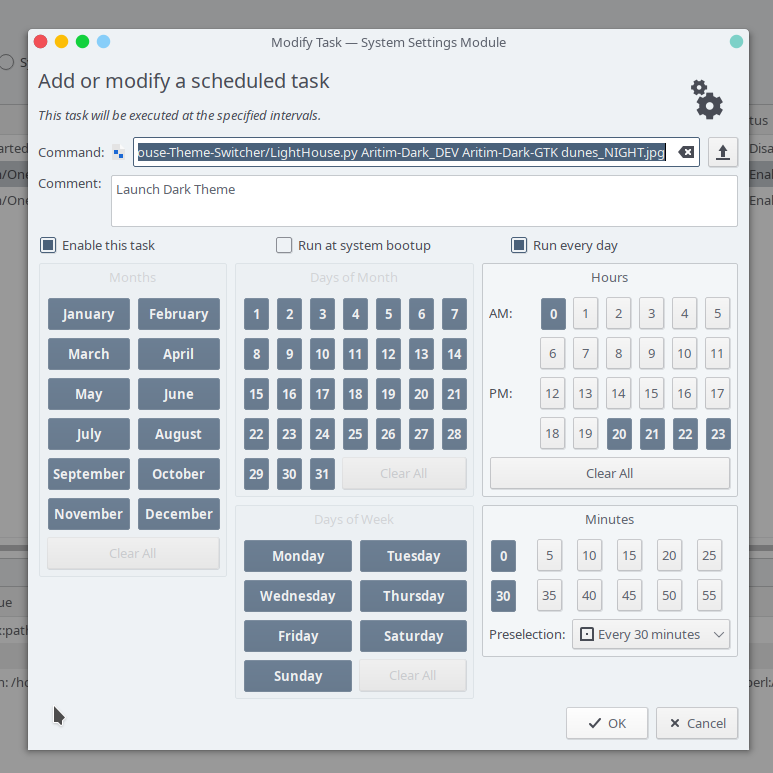 Modify Task — System Settings Module
Add or modify a scheduled task
This task will be executed at the specified intervals.
Command: ouse-Theme-Switcher/LightHouse.py Aritim-Dark_DEV Aritim-Dark-GTK dunes_NIGHT.jpg
Comment: Launch Dark Theme
Enable this task Run at system bootup Run every day
Months Days of Month Hours
January February 1 2 3 4 5 6 7 AM: 0 1 2 3 4 5
March April 8 9 10 11 12 13 14 6 7 8 9 10 11
May June 15 16 17 18 19 20 21 PM: 12 13 14 15 16 17
July August 22 23 24 25 26 27 28 18 19 20 21 22 23
September October 29 30 31 Clear All Clear All
November December
Clear All
Days of Week Minutes
Monday Tuesday 0 5 10 15 20 25
Wednesday Thursday 30 35 40 45 50 55
Friday Saturday Preselection: Every 30 minutes
Sunday Clear All
OK Cancel